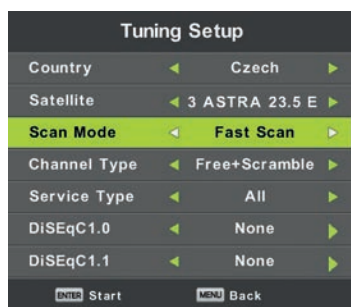 Tuning Setup
Country Czech
Satellite 3 ASTRA 23.5 E
Scan Mode Fast Scan
Channel Type Free+Scramble
Service Type All
DiSEqC1.0 None
DiSEqC1.1 None
ENTER Start MENU Back